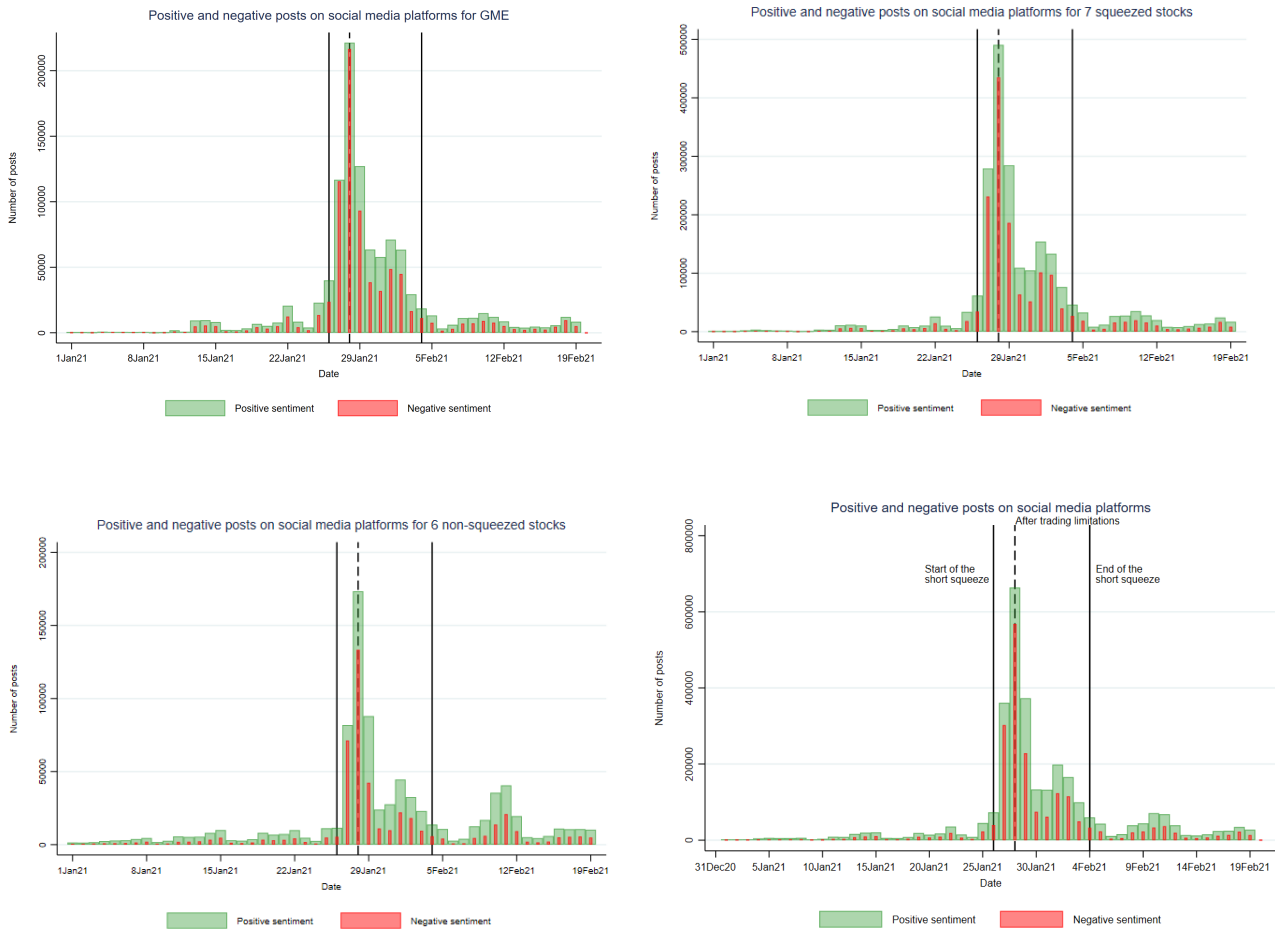 Positive and negative posts on social media platforms for GME
Number of posts
0
50000
100000
150000
200000
1Jan21 8Jan21 15Jan21 22Jan21 29Jan21 5Feb21 12Feb21 19Feb21
Date
Positive sentiment Negative sentiment
Positive and negative posts on social media platforms for 7 squeezed stocks
Number of posts
0
100000
200000
300000
400000
500000
1Jan21 8Jan21 15Jan21 22Jan21 29Jan21 5Feb21 12Feb21 19Feb21
Date
Positive sentiment Negative sentiment
Positive and negative posts on social media platforms for 6 non-squeezed stocks
Number of posts
0
50000
100000
150000
200000
1Jan21 8Jan21 15Jan21 22Jan21 29Jan21 5Feb21 12Feb21 19Feb21
Date
Positive sentiment Negative sentiment
Positive and negative posts on social media platforms
After trading limitations
Start of the
short squeeze
End of the
short squeeze
Number of posts
0
200000
400000
600000
800000
31Dec20 5Jan21 10Jan21 15Jan21 20Jan21 25Jan21 30Jan21 4Feb21 9Feb21 14Feb21 19Feb21
Date
Positive sentiment Negative sentiment